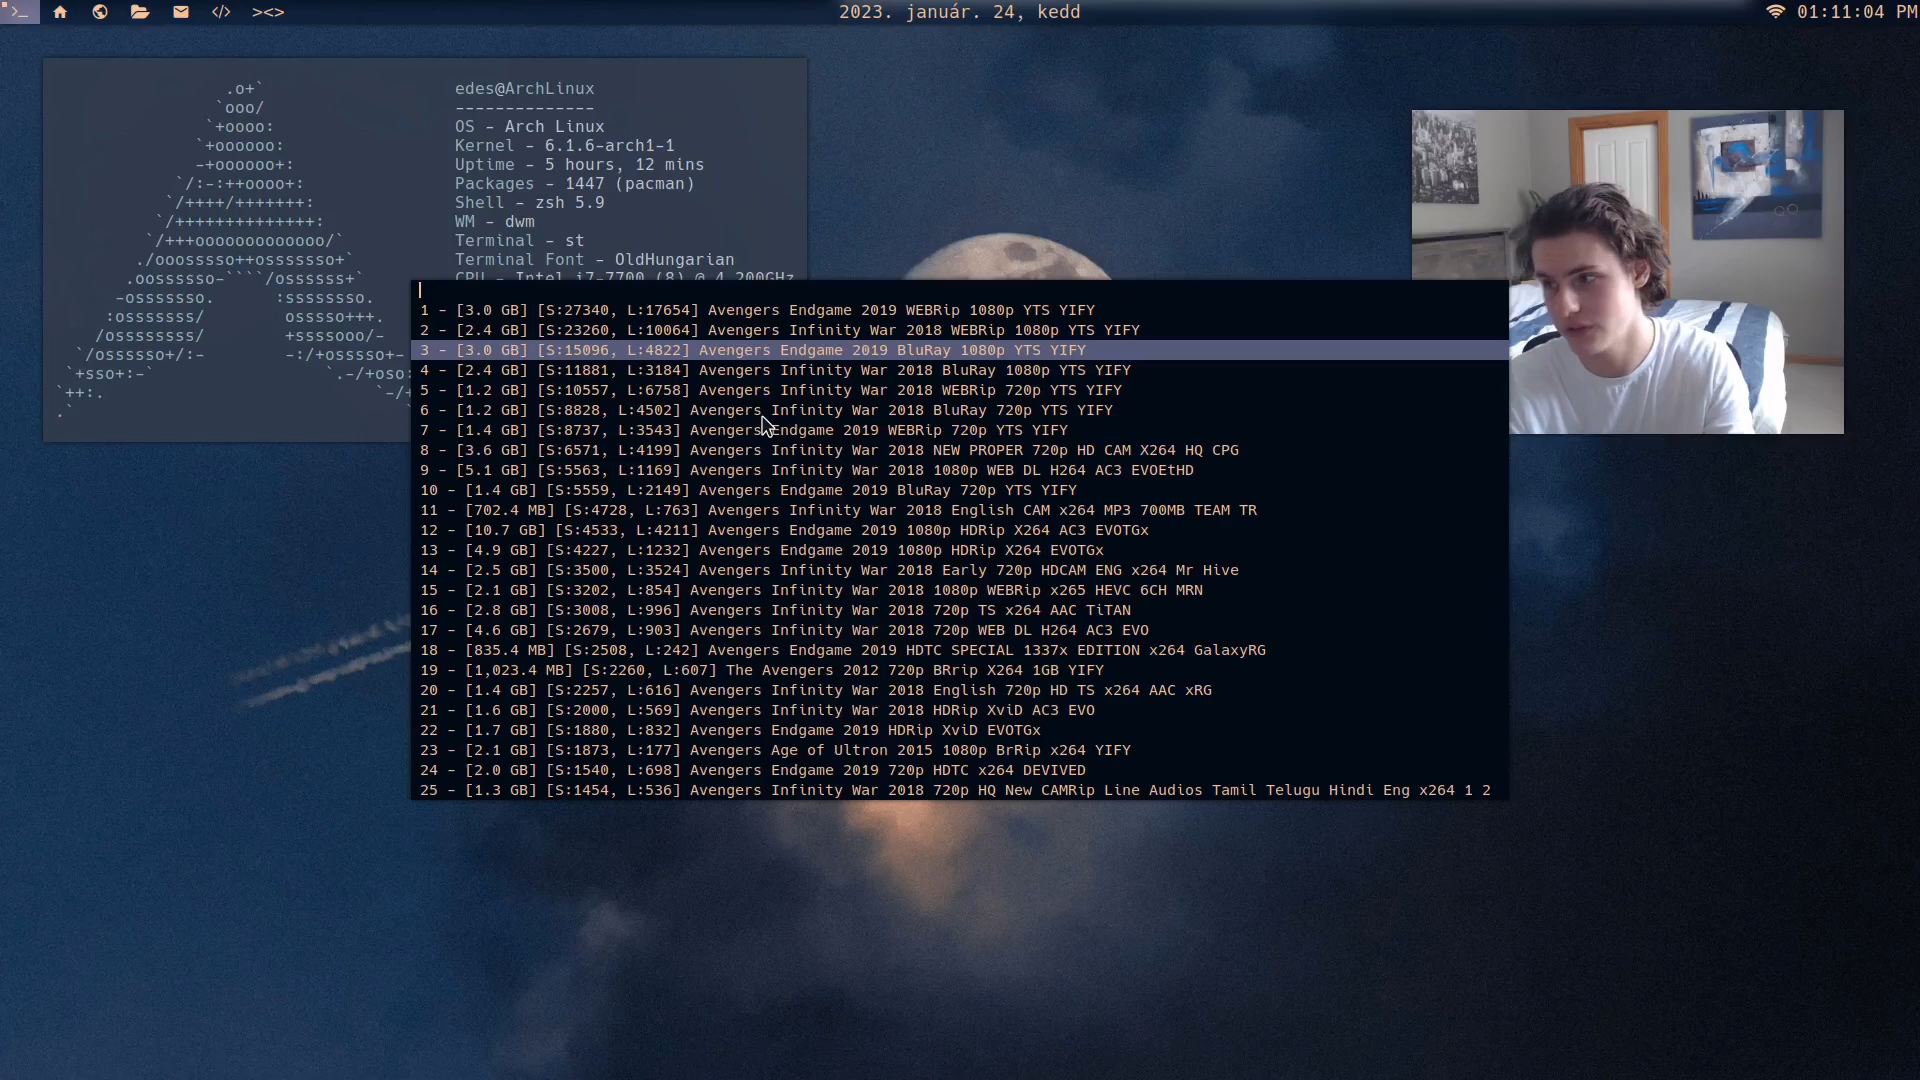 2023. január. 24, kedd
01:11:04 PM
edes@ArchLinux
--------------
OS - Arch Linux
Kernel - 6.1.6-arch1-1
Uptime - 5 hours, 12 mins
Packages - 1447 (pacman)
Shell - zsh 5.9
WM - dwm
Terminal - st
Terminal Font - OldHungarian
CPU - Intel i7-7700 (8) @ 4.200GHz
1 - [3.0 GB] [S:27340, L:17654] Avengers Endgame 2019 WEBRip 1080p YTS YIFY
2 - [2.4 GB] [S:23260, L:10064] Avengers Infinity War 2018 WEBRip 1080p YTS YIFY
3 - [3.0 GB] [S:15096, L:4822] Avengers Endgame 2019 BluRay 1080p YTS YIFY
4 - [2.4 GB] [S:11881, L:3184] Avengers Infinity War 2018 BluRay 1080p YTS YIFY
5 - [1.2 GB] [S:10557, L:6758] Avengers Infinity War 2018 WEBRip 720p YTS YIFY
6 - [1.2 GB] [S:8828, L:4502] Avengers Infinity War 2018 BluRay 720p YTS YIFY
7 - [1.4 GB] [S:8737, L:3543] Avengers Endgame 2019 WEBRip 720p YTS YIFY
8 - [3.6 GB] [S:6571, L:4199] Avengers Infinity War 2018 NEW PROPER 720p HD CAM X264 HQ CPG
9 - [5.1 GB] [S:5563, L:1169] Avengers Infinity War 2018 1080p WEB DL H264 AC3 EVOEtHD
10 - [1.4 GB] [S:5559, L:2149] Avengers Endgame 2019 BluRay 720p YTS YIFY
11 - [702.4 MB] [S:4728, L:763] Avengers Infinity War 2018 English CAM x264 MP3 700MB TEAM TR
12 - [10.7 GB] [S:4533, L:4211] Avengers Endgame 2019 1080p HDRip X264 AC3 EVOTGx
13 - [4.9 GB] [S:4227, L:1232] Avengers Endgame 2019 1080p HDRip X264 EVOTGx
14 - [2.5 GB] [S:3500, L:3524] Avengers Infinity War 2018 Early 720p HDCAM ENG x264 Mr Hive
15 - [2.1 GB] [S:3202, L:854] Avengers Infinity War 2018 1080p WEBRip x265 HEVC 6CH MRN
16 - [2.8 GB] [S:3008, L:996] Avengers Infinity War 2018 720p TS x264 AAC TiTAN
17 - [4.6 GB] [S:2679, L:903] Avengers Infinity War 2018 720p WEB DL H264 AC3 EVO
18 - [835.4 MB] [S:2508, L:242] Avengers Endgame 2019 HDTC SPECIAL 1337x EDITION x264 GalaxyRG
19 - [1,023.4 MB] [S:2260, L:607] The Avengers 2012 720p BRrip X264 1GB YIFY
20 - [1.4 GB] [S:2257, L:616] Avengers Infinity War 2018 English 720p HD TS x264 AAC xRG
21 - [1.6 GB] [S:2000, L:569] Avengers Infinity War 2018 HDRip XviD AC3 EVO
22 - [1.7 GB] [S:1880, L:832] Avengers Endgame 2019 HDRip XviD EVOTGx
23 - [2.1 GB] [S:1873, L:177] Avengers Age of Ultron 2015 1080p BrRip x264 YIFY
24 - [2.0 GB] [S:1540, L:698] Avengers Endgame 2019 720p HDTC x264 DEVIVED
25 - [1.3 GB] [S:1454, L:536] Avengers Infinity War 2018 720p HQ New CAMRip Line Audios Tamil Telugu Hindi Eng x264 1 2